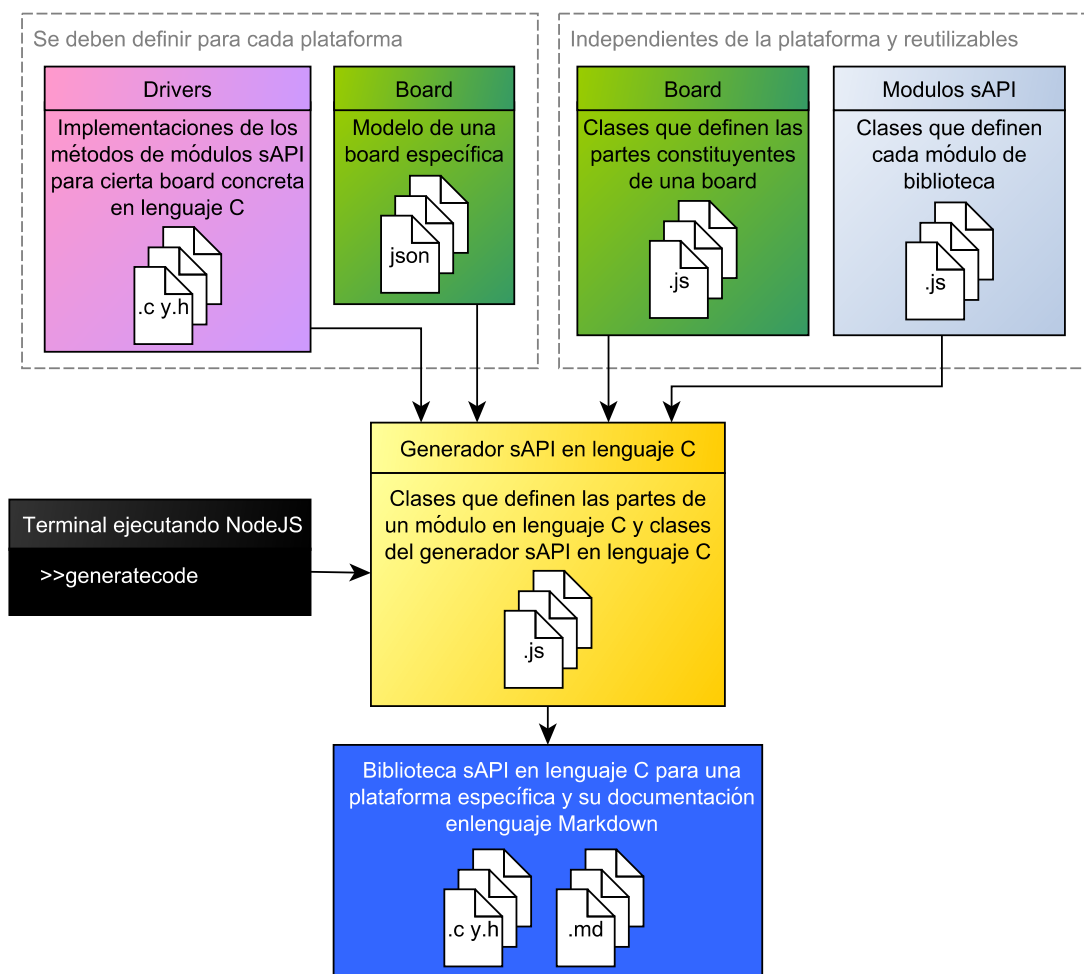 Se deben definir para cada plataforma
Drivers
Implementaciones de los
métodos de módulos sAPI
para cierta board concreta
en lenguaje C
.c y.h
Board
Modelo de una
board específica
json
Independientes de la plataforma y reutilizables
Board
Clases que definen las
partes constituyentes
de una board
.js
Modulos sAPI
Clases que definen
cada módulo de
biblioteca
.js
Generador sAPI en lenguaje C
Clases que definen las partes de
un módulo en lenguaje C y clases
del generador sAPI en lenguaje C
.js
Terminal ejecutando NodeJS
>>generatecode
Biblioteca sAPI en lenguaje C para una
plataforma específica y su documentación
enlenguaje Markdown
.c y.h
.md